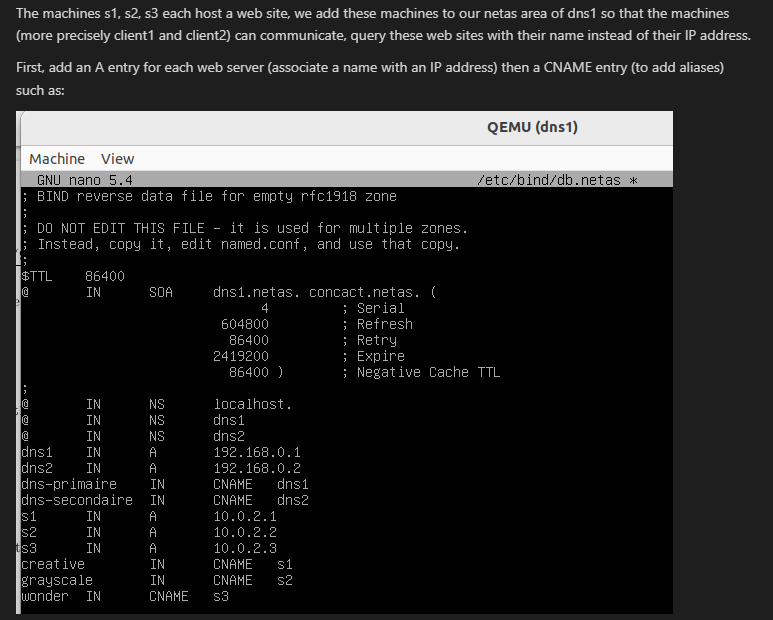 The machines s1, s2, s3 each host a web site, we add these machines to our netas area of dns1 so that the machines
(more precisely client1 and client2) can communicate, query these web sites with their name instead of their IP address.
First, add an A entry for each web server (associate a name with an IP address) then a CNAME entry (to add aliases)
such as:
QEMU (dns1)
Machine View
GNU nano 5.4 /etc/bind/db.netas *
; BIND reverse data file for empty rfc1918 zone
;
; DO NOT EDIT THIS FILE - it is used for multiple zones.
; Instead, copy it, edit named.conf, and use that copy.
;
$TTL 86400
@ IN SOA dns1.netas. concact.netas. (
4 ; Serial
604800 ; Refresh
86400 ; Retry
2419200 ; Expire
86400 ) ; Negative Cache TTL
;
@ IN NS localhost.
@ IN NS dns1
@ IN NS dns2
dns1 IN A 192.168.0.1
dns2 IN A 192.168.0.2
dns-primaire IN CNAME dns1
dns-secondaire IN CNAME dns2
s1 IN A 10.0.2.1
s2 IN A 10.0.2.2
s3 IN A 10.0.2.3
creative IN CNAME s1
grayscale IN CNAME s2
wonder IN CNAME s3